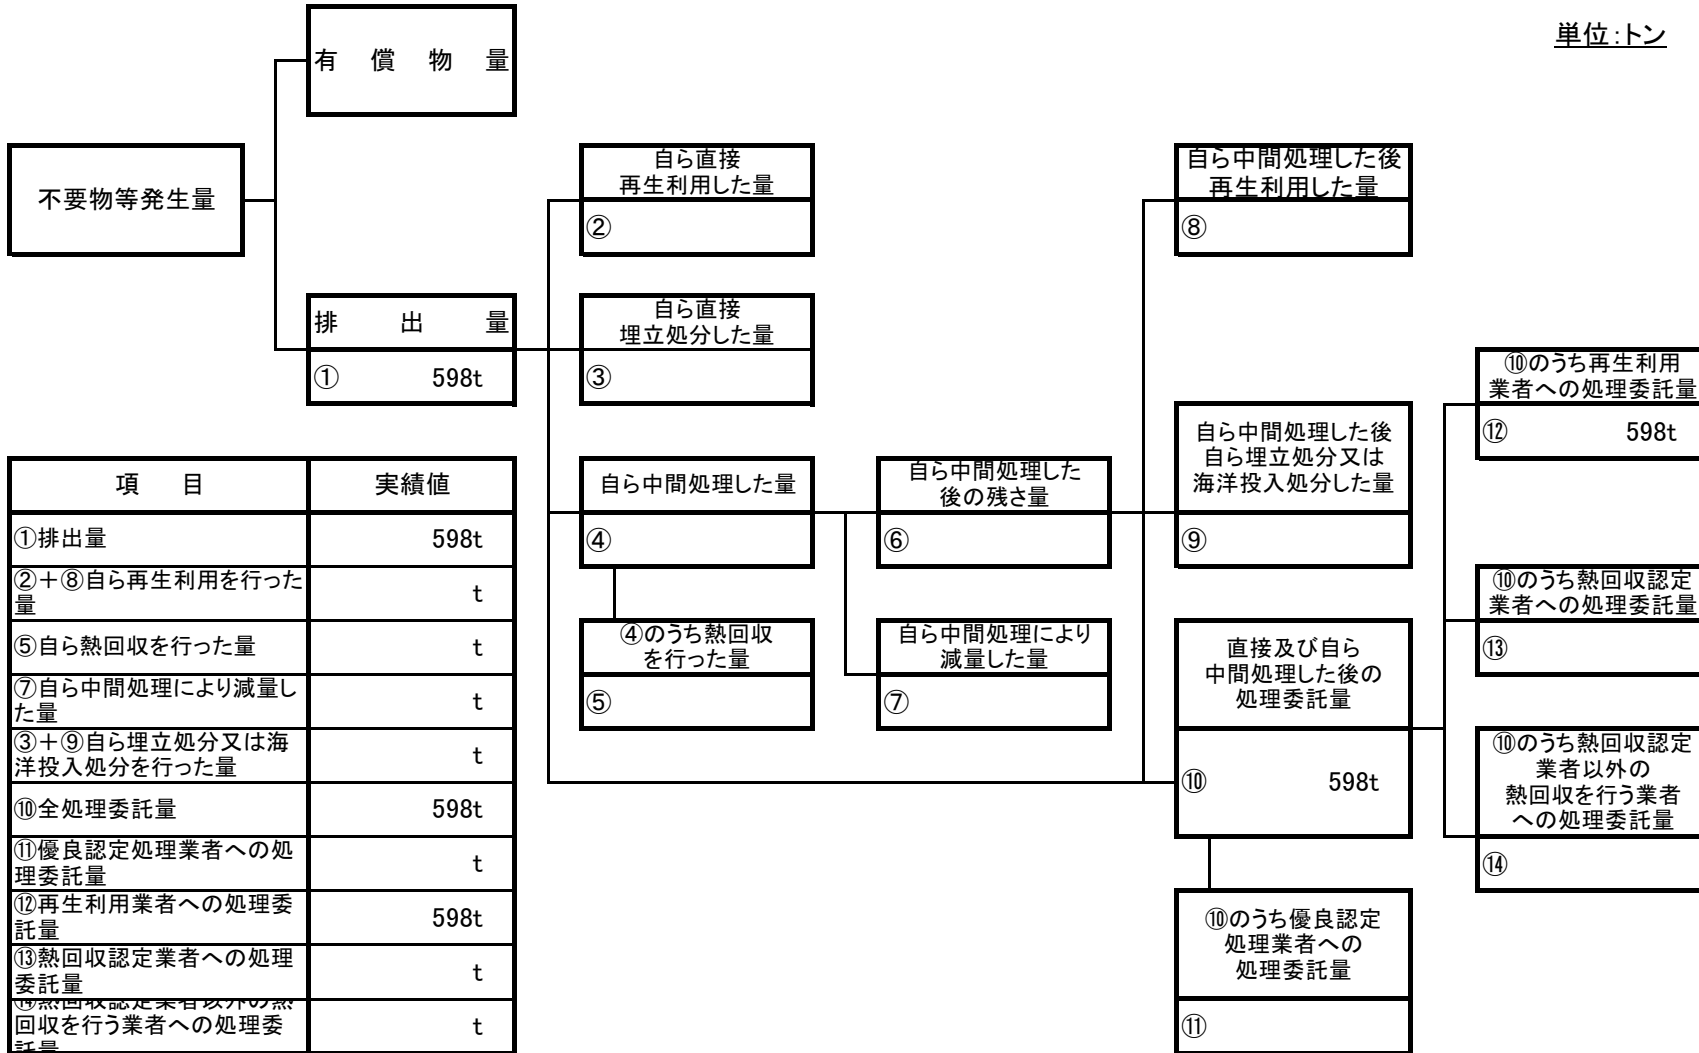 単位：トン
有償物量
不要物等発生量
排出量
① 598t
自ら直接
再生利用した量
②
自ら直接
埋立処分した量
③
自ら中間処理した量
④
④のうち熱回収
を行った量
⑤
自ら中間処理した
後の残さ量
⑥
自ら中間処理により
減量した量
⑦
自ら中間処理した後
再生利用した量
⑧
自ら中間処理した後
自ら埋立処分又は
海洋投入処分した量
⑨
直接及び自ら
中間処理した後の
処理委託量
⑩ 598t
⑩のうち優良認定
処理業者への
処理委託量
⑪
⑩のうち再生利用
業者への処理委託量
⑫ 598t
⑩のうち熱回収認定
業者への処理委託量
⑬
⑩のうち熱回収認定
業者以外の
熱回収を行う業者
への処理委託量
⑭
項目 実績値
①排出量 598t
②＋⑧自ら再生利用を行った
量 t
⑤自ら熱回収を行った量 t
⑦自ら中間処理により減量し
た量 t
③＋⑨自ら埋立処分又は海
洋投入処分を行った量 t
⑩全処理委託量 598t
⑪優良認定処理業者への処
理委託量 t
⑫再生利用業者への処理委
託量 598t
⑬熱回収認定業者への処理
委託量 t
⑭熱回収認定業者以外の熱
回収を行う業者への処理委
託量 t